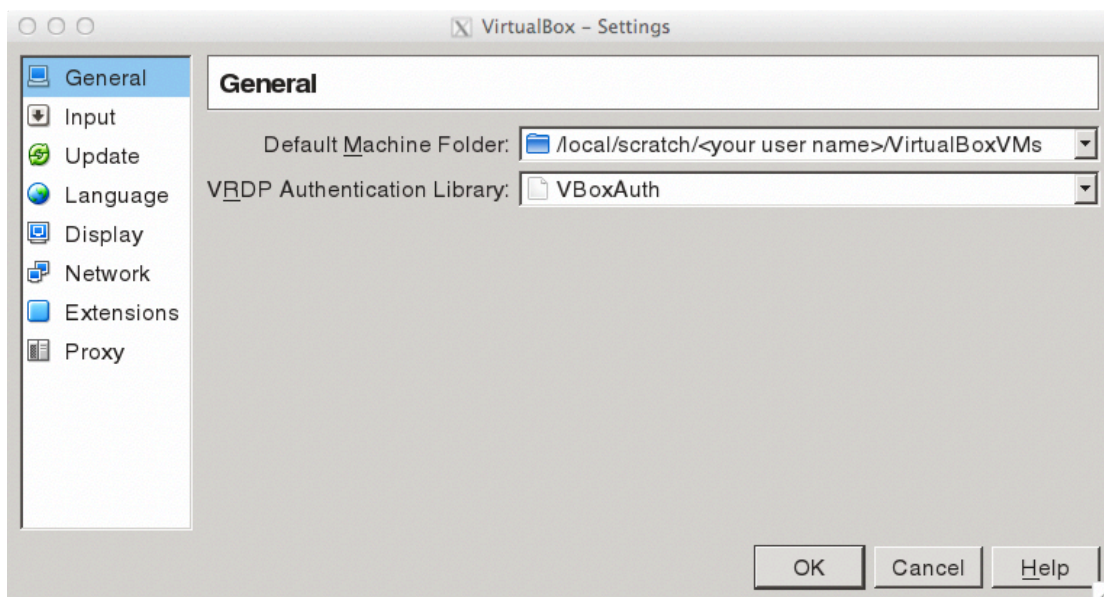 VirtualBox – Settings
General
Input
Update
Language
Display
Network
Extensions
Proxy
General
Default Machine Folder: /local/scratch/<your user name>/VirtualBoxVMs
VRDP Authentication Library: VBoxAuth
OK Cancel Help